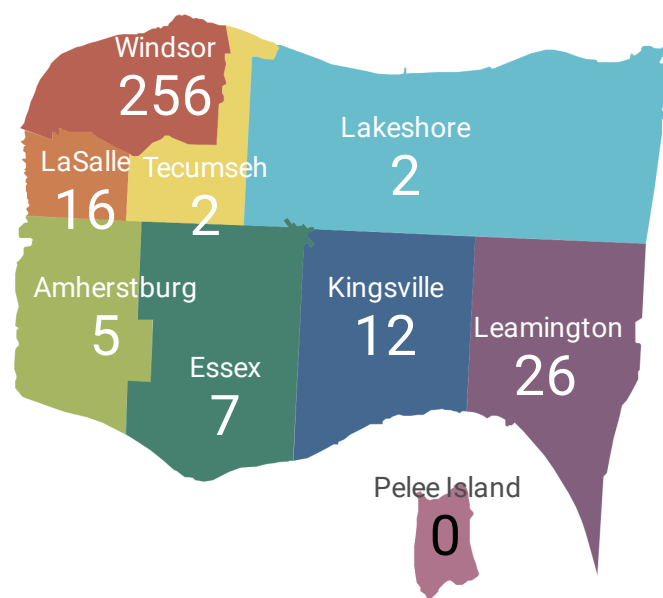 Windsor
256
Lakeshore
2
LaSalle
16
Tecumseh
2
Amherstburg
5
Kingsville
12
Leamington
26
Essex
7
Pelee Island
0